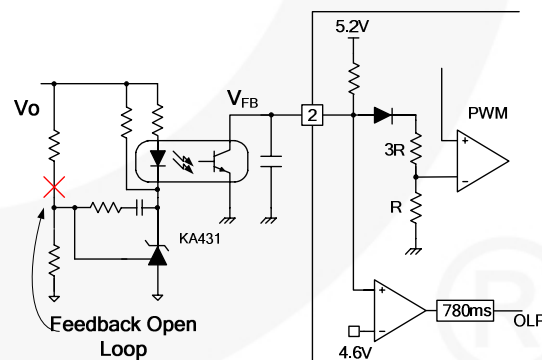 5.2V
Vo
VFB
2
PWM
3R
R
KA431
Feedback Open
Loop
780ms
OLP
4.6V
®